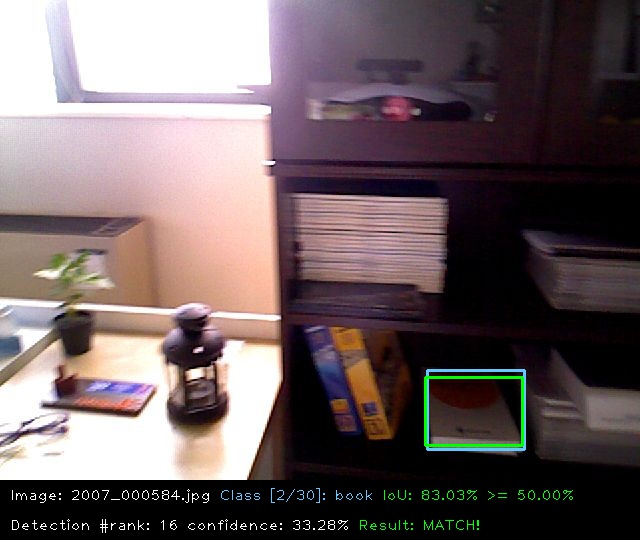 Image: 2007_000584.jpg Class [2/30]: book IoU: 83.03% >= 50.00%
Detection #rank: 16 confidence: 33.28% Result: MATCH!